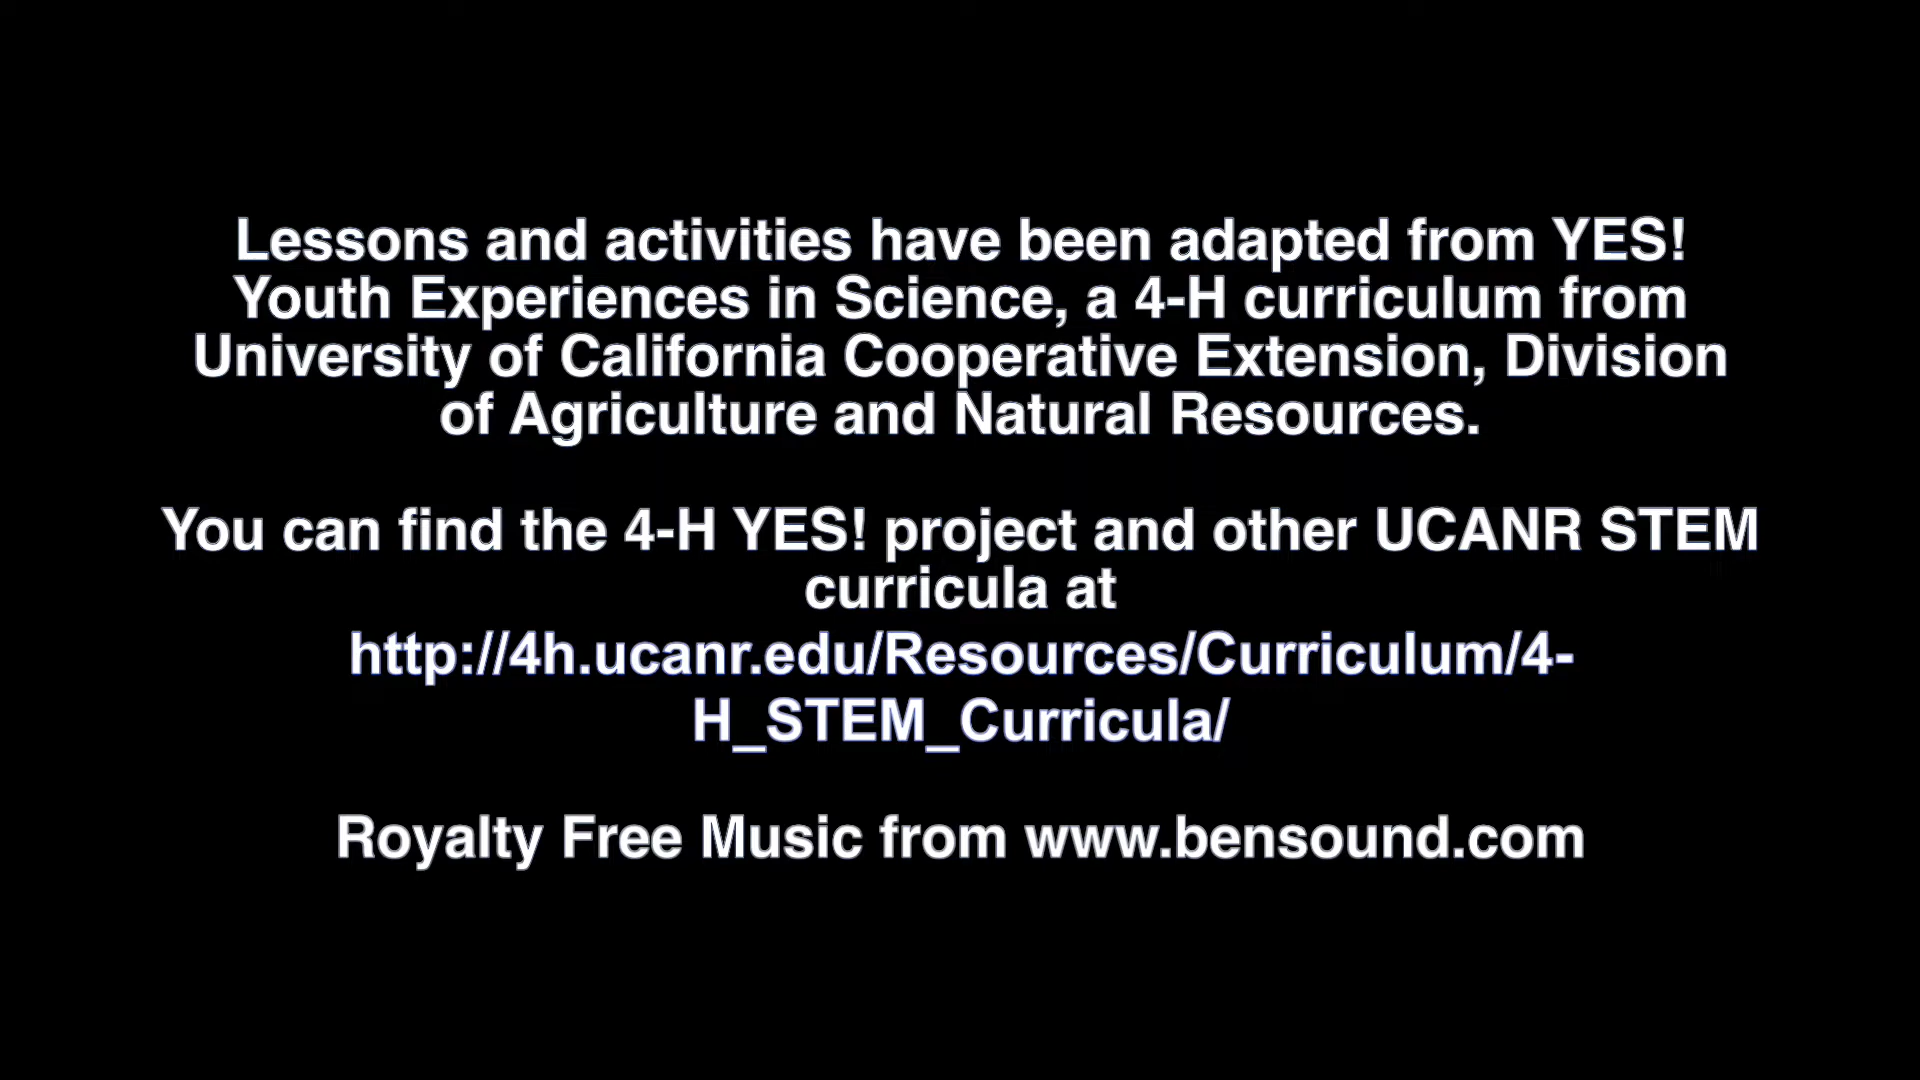 Lessons and activities have been adapted from YES!
Youth Experiences in Science, a 4-H curriculum from
University of California Cooperative Extension, Division
of Agriculture and Natural Resources.
You can find the 4-H YES! project and other UCANR STEM
curricula at
http://4h.ucanr.edu/Resources/Curriculum/4-
H_STEM_Curricula/
Royalty Free Music from www.bensound.com